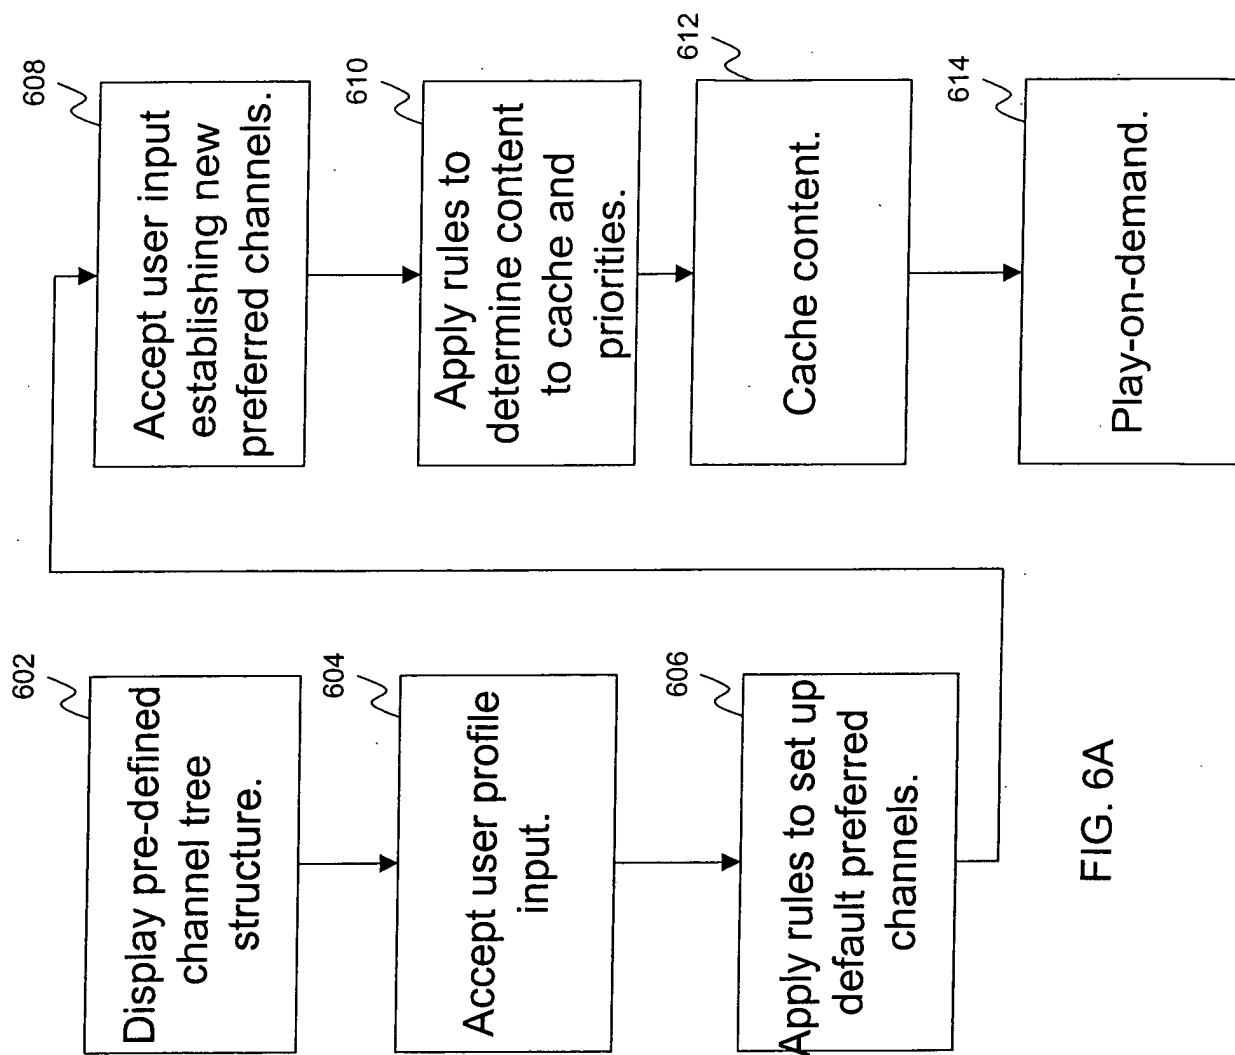 602
Display pre-defined
channel tree
structure.
604
Accept user profile
input.
606
Apply rules to set up
default preferred
channels.
608
Accept user input
establishing new
preferred channels.
610
Apply rules to
determine content
to cache and
priorities.
612
Cache content.
614
Play-on-demand.
FIG. 6A